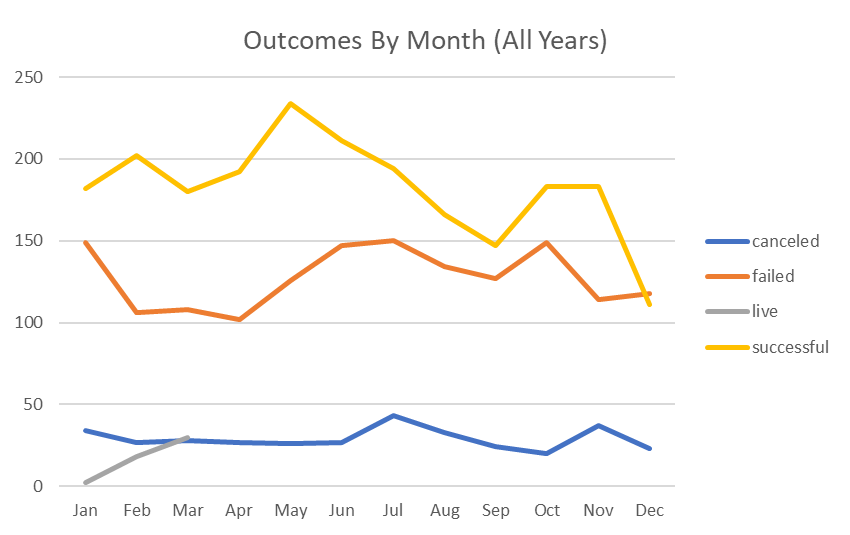 Outcomes By Month (All Years)
250
200
150
100
50
0
Jan Feb Mar Apr May Jun Jul Aug Sep Oct Nov Dec
canceled
failed
live
successful